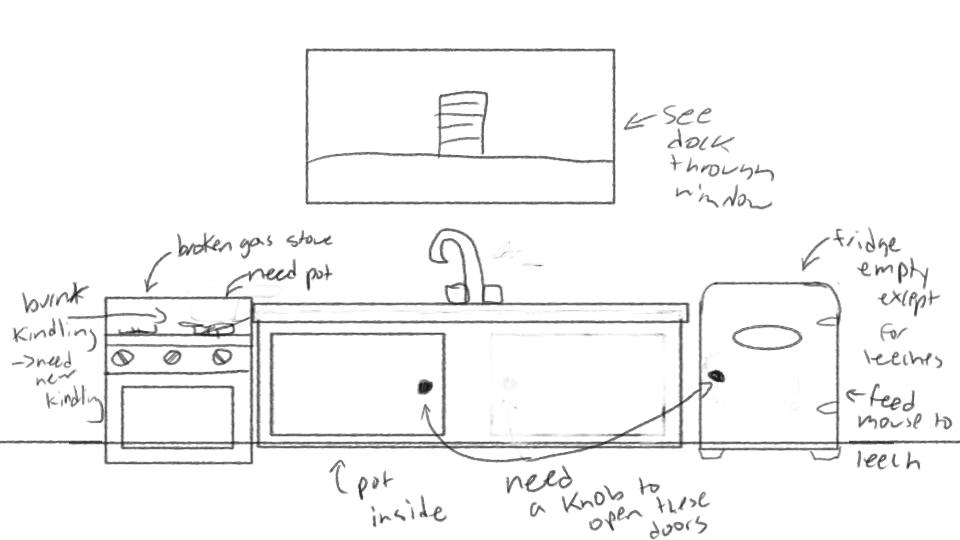 see
dock
through
window
broken gas stove
need pot
burnt
kindling
→need
new
kindling
fridge
empty
except
for
leeches
feed
mouse to
leech
pot
inside
need
a knob to
open these
doors